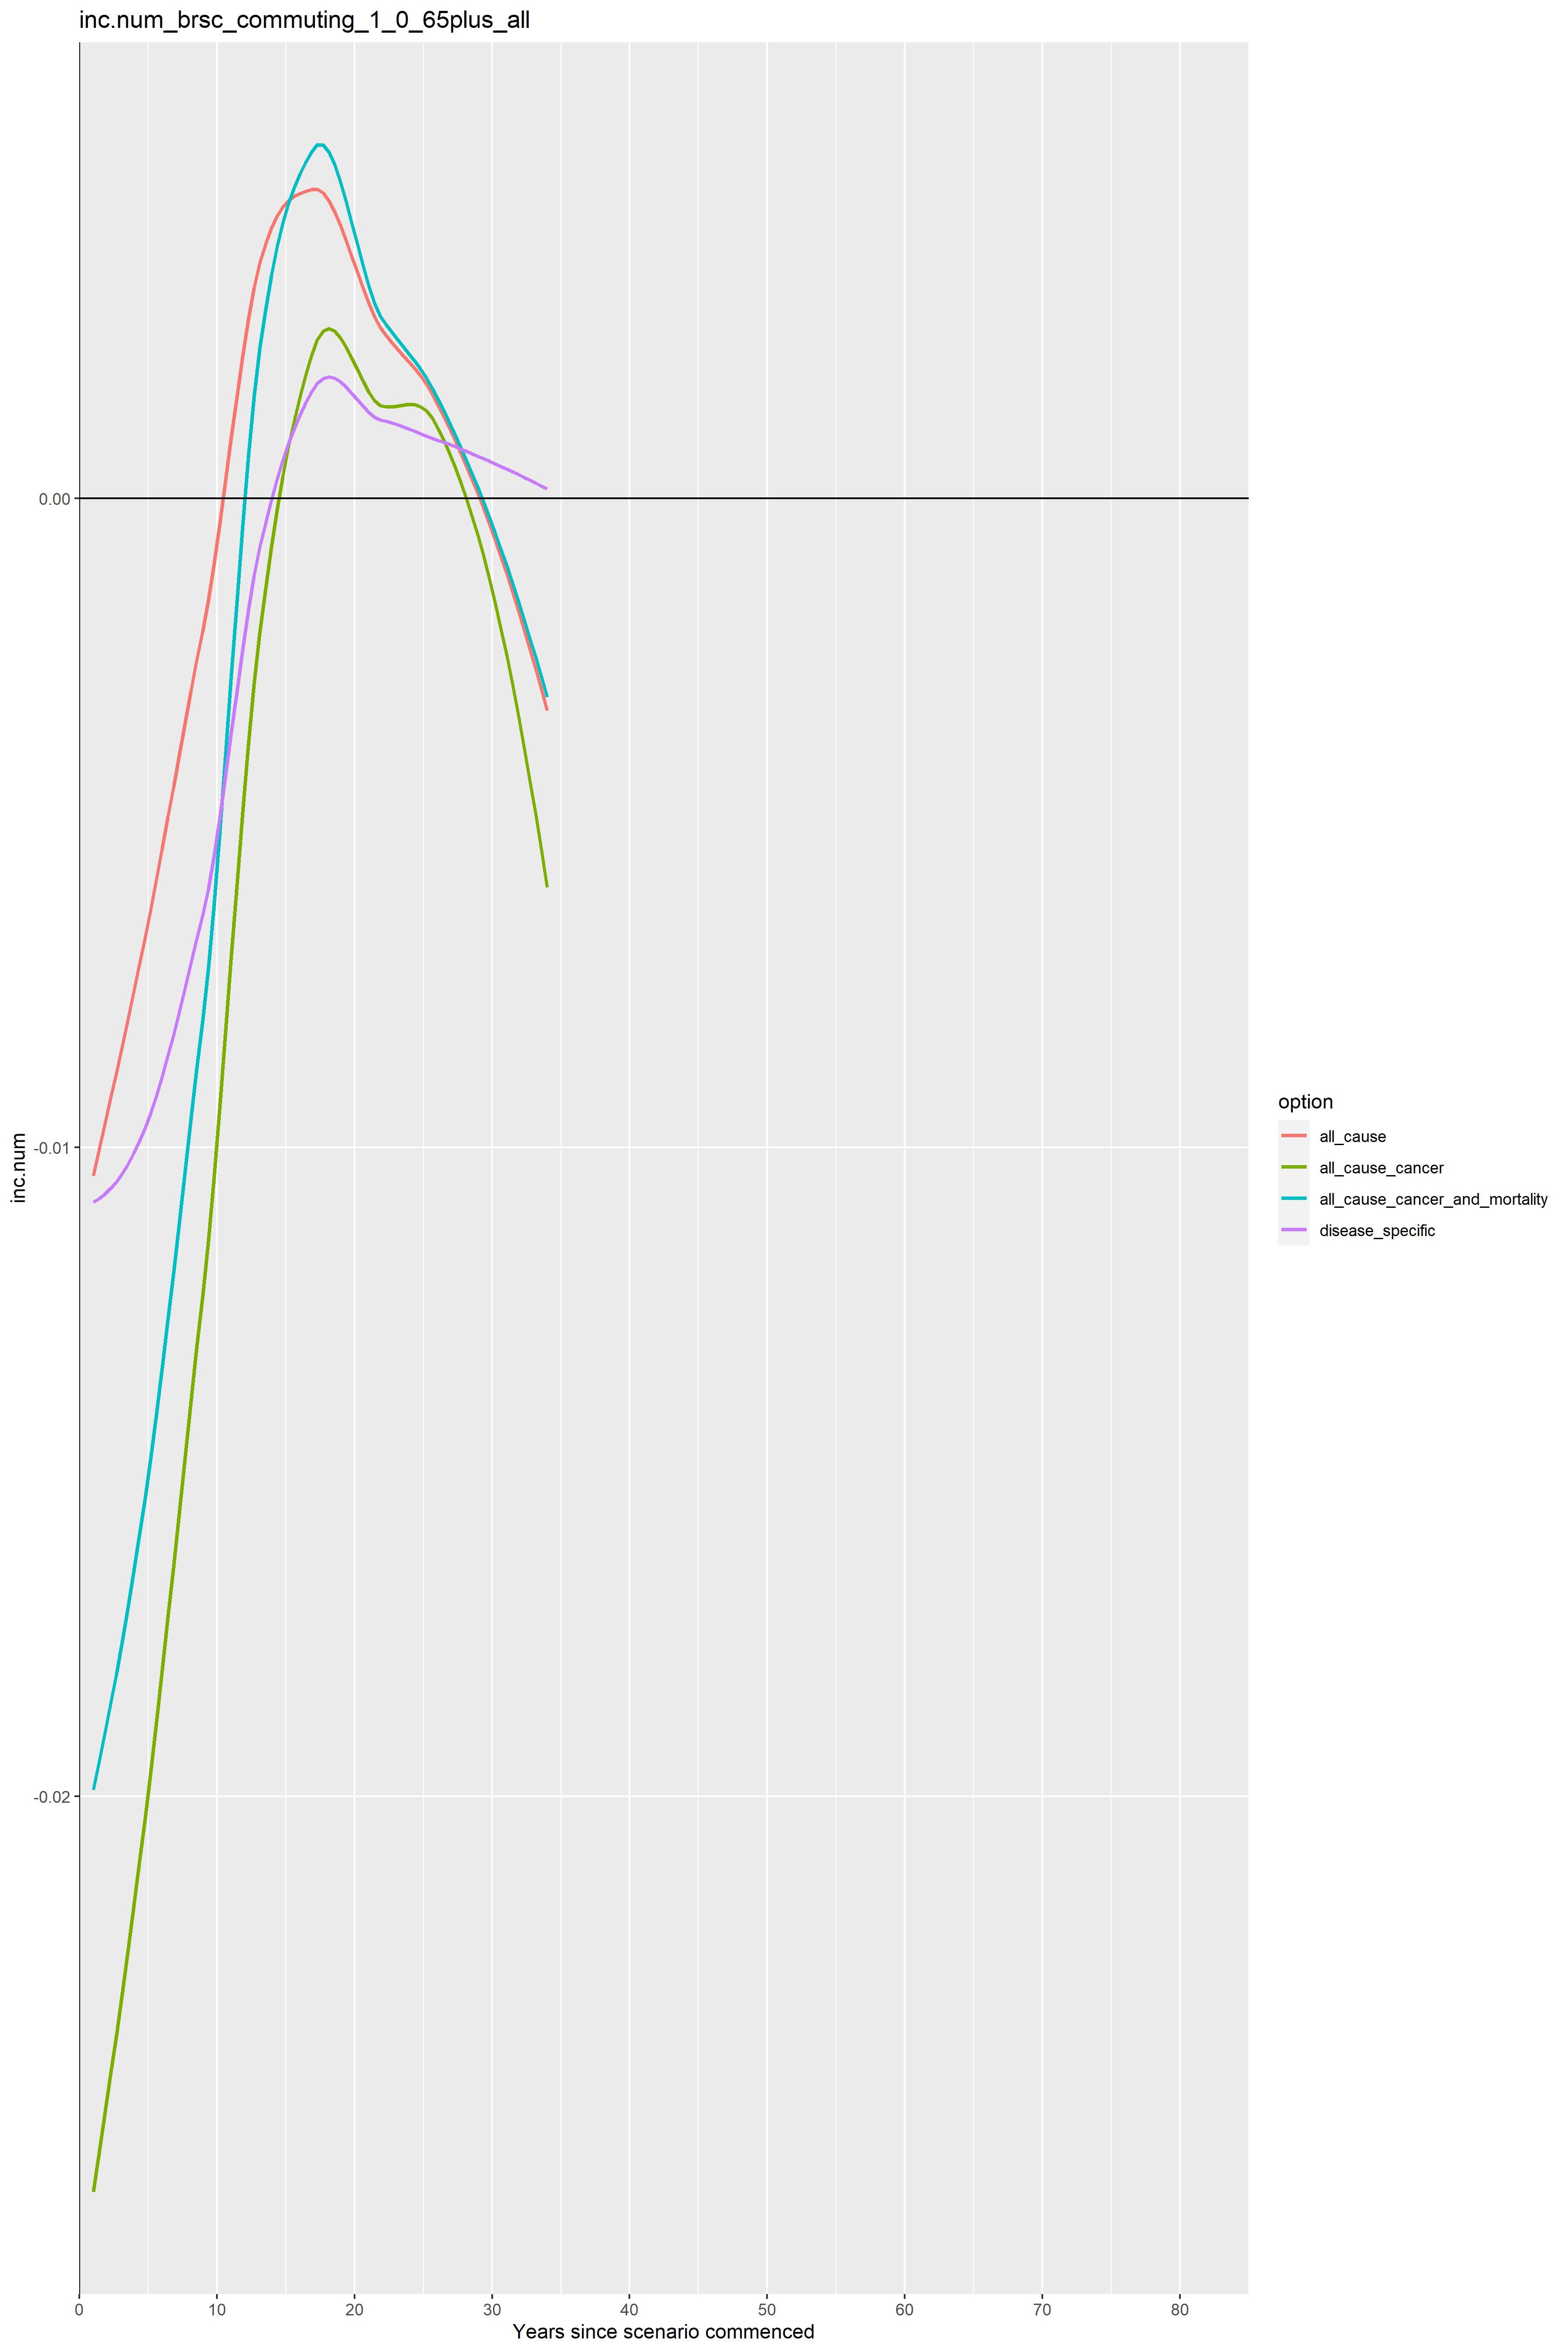 inc.num_brsc_commuting_1_0_65plus_all
0.00
-0.01
-0.02
inc.num
0 10 20 30 40 50 60 70 80
Years since scenario commenced
option
all_cause
all_cause_cancer
all_cause_cancer_and_mortality
disease_specific